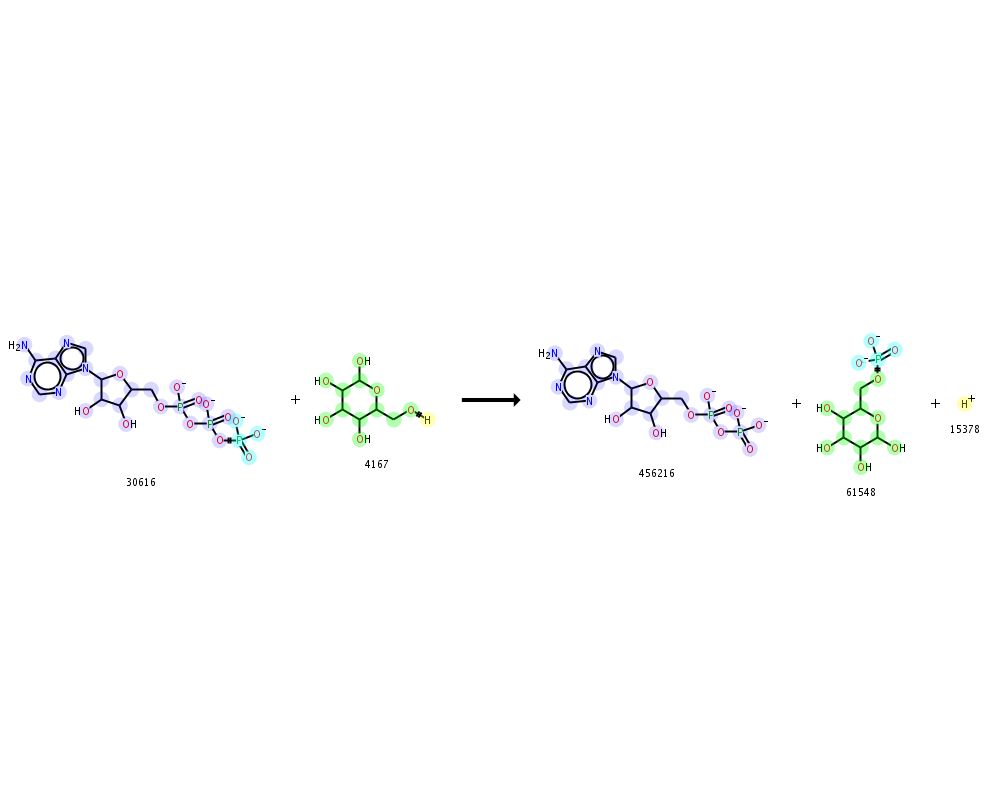 H2N N N N N O HO OH O P O O⁻ O P O O⁻ O P O⁻ O⁻ O
30616
+
OH HO O HO OH O H
4167
H2N N N N N O HO OH O P O O⁻ O P O⁻ O⁻ O
456216
+
O⁻ O⁻ P O O HO O HO OH OH
61548
+
H+
15378